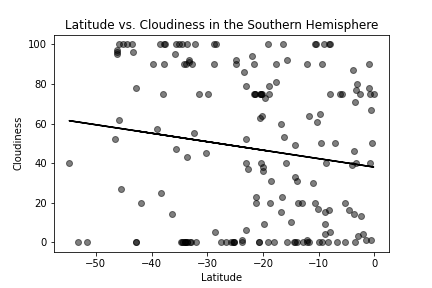 Latitude vs. Cloudiness in the Southern Hemisphere
100
80
60
40
20
0
Cloudiness
−50 −40 −30 −20 −10 0
Latitude